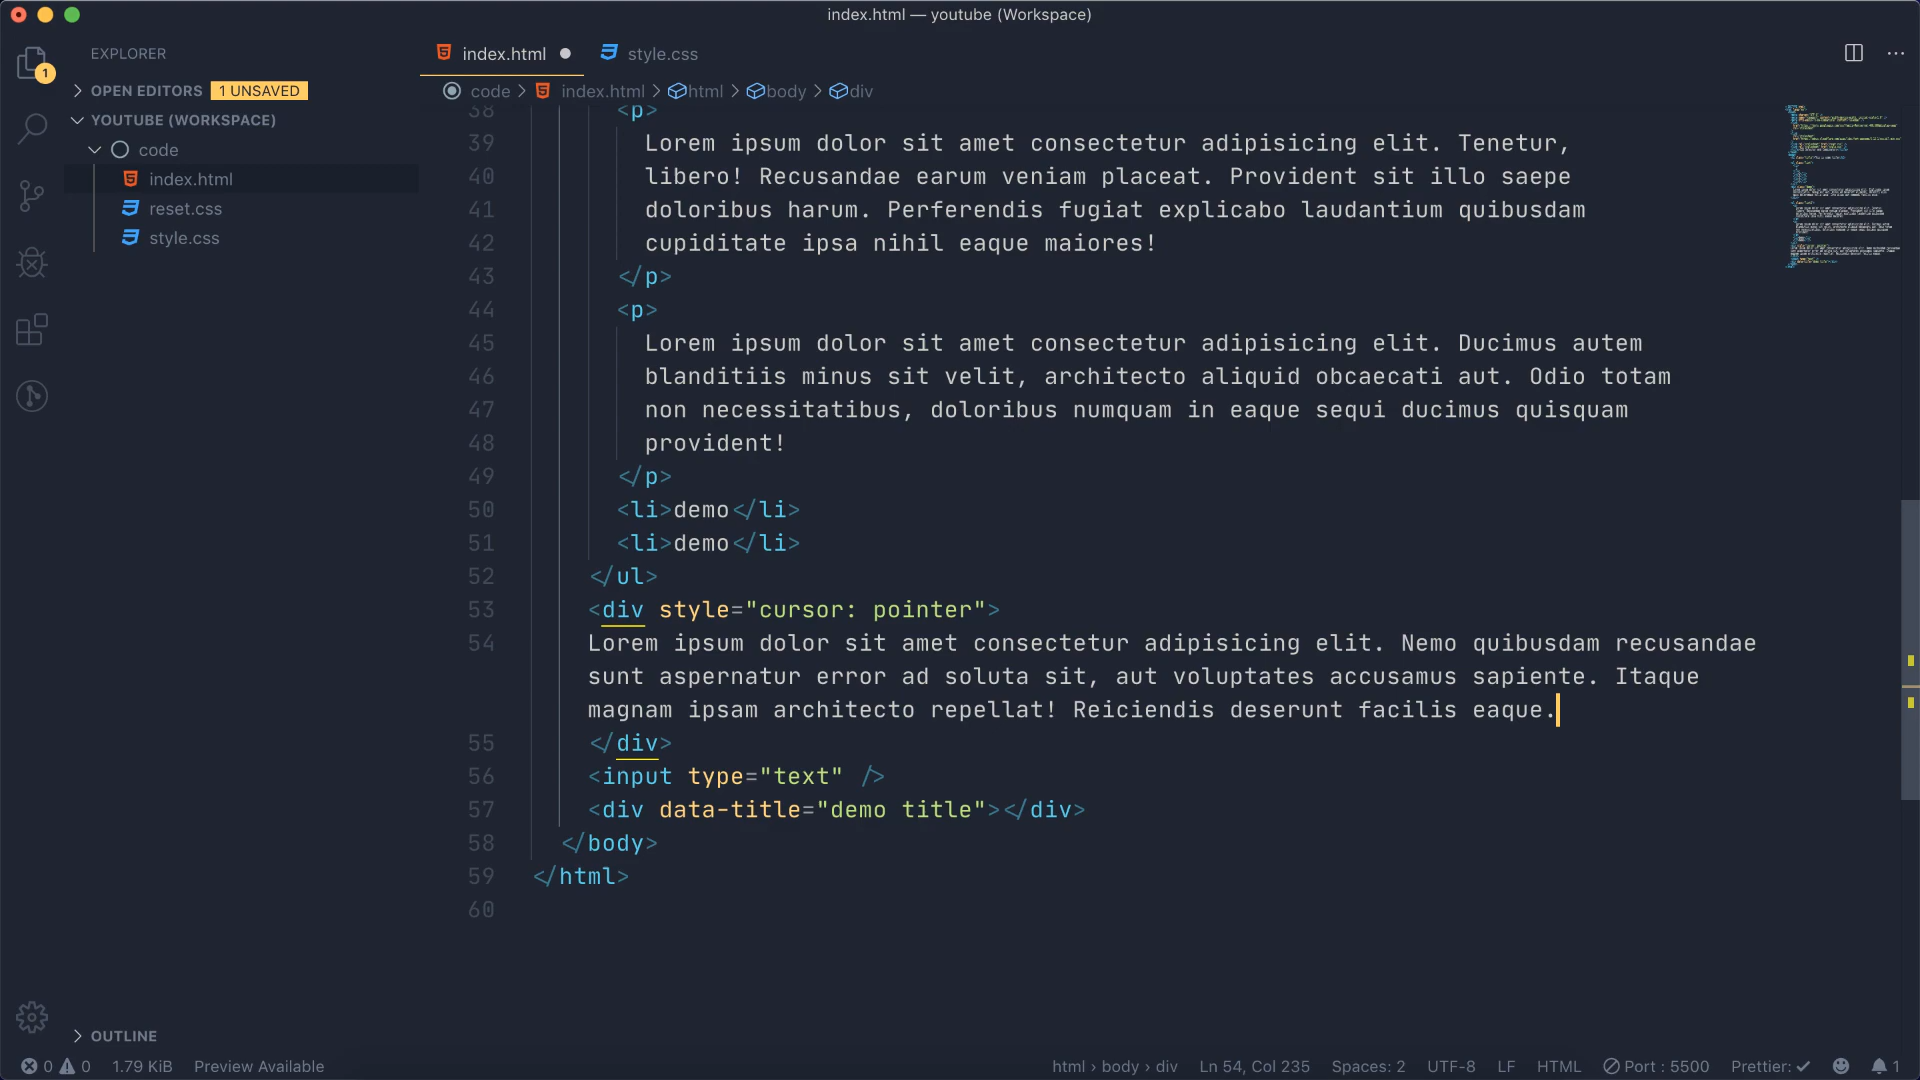 index.html — youtube (Workspace)
EXPLORER
1
OPEN EDITORS 1 UNSAVED
YOUTUBE (WORKSPACE)
code
index.html
reset.css
style.css
OUTLINE
index.html
style.css
code > index.html > html > body > div
38 <p>
39 Lorem ipsum dolor sit amet consectetur adipisicing elit. Tenetur,
40 libero! Recusandae earum veniam placeat. Provident sit illo saepe
41 doloribus harum. Perferendis fugiat explicabo laudantium quibusdam
42 cupiditate ipsa nihil eaque maiores!
43 </p>
44 <p>
45 Lorem ipsum dolor sit amet consectetur adipisicing elit. Ducimus autem
46 blanditiis minus sit velit, architecto aliquid obcaecati aut. Odio totam
47 non necessitatibus, doloribus numquam in eaque sequi ducimus quisquam
48 provident!
49 </p>
50 <li>demo</li>
51 <li>demo</li>
52 </ul>
53 <div style="cursor: pointer">
54 Lorem ipsum dolor sit amet consectetur adipisicing elit. Nemo quibusdam recusandae
sunt aspernatur error ad soluta sit, aut voluptates accusamus sapiente. Itaque
magnam ipsam architecto repellat! Reiciendis deserunt facilis eaque.
55 </div>
56 <input type="text" />
57 <div data-title="demo title"></div>
58 </body>
59 </html>
60
0 0 1.79 KiB Preview Available
html › body › div Ln 54, Col 235 Spaces: 2 UTF-8 LF HTML Port : 5500 Prettier: ✓ 1